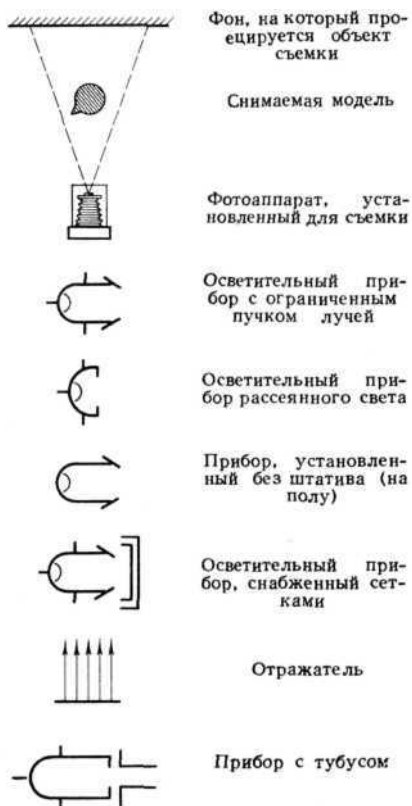 Фон, на который про-
ецируется объект
съемки
Снимаемая модель
Фотоаппарат, уста-
новленный для съемки
Осветительный при-
бор с ограниченным
пучком лучей
Осветительный при-
бор рассеянного света
Прибор, установлен-
ный без штатива (на
полу)
Осветительный при-
бор, снабженный сет-
ками
Отражатель
Прибор с тубусом